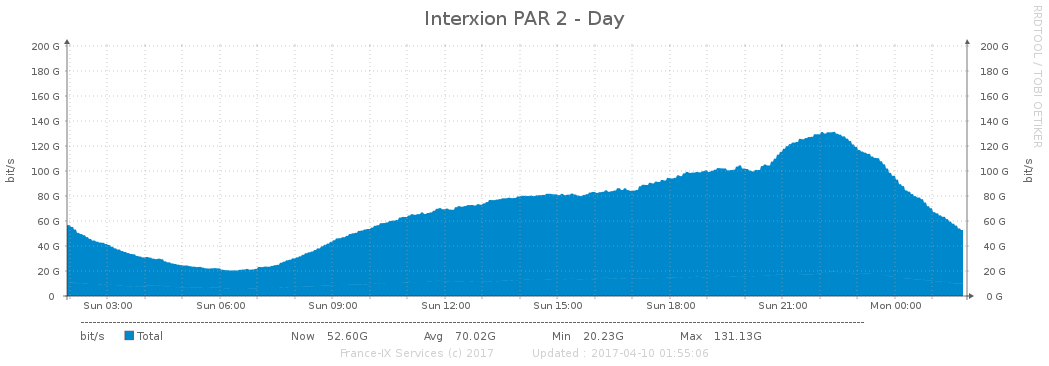 Interxion PAR 2 - Day
RRDTOOL / TOBI OETIKER
bit/s
200 G 200 G
180 G 180 G
160 G 160 G
140 G 140 G
120 G 120 G
100 G 100 G
80 G 80 G
60 G 60 G
40 G 40 G
20 G 20 G
0 0 G
bit/s
Sun 03:00 Sun 06:00 Sun 09:00 Sun 12:00 Sun 15:00 Sun 18:00 Sun 21:00 Mon 00:00
bit/s Total Now 52.60G Avg 70.02G Min 20.23G Max 131.13G
France-IX Services (c) 2017 Updated : 2017-04-10 01:55:06